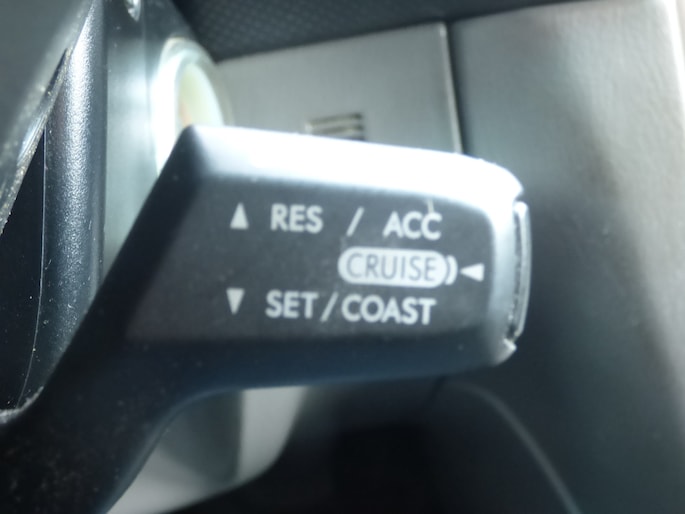 ▲ RES / ACC
CRUISE
▼ SET/COAST